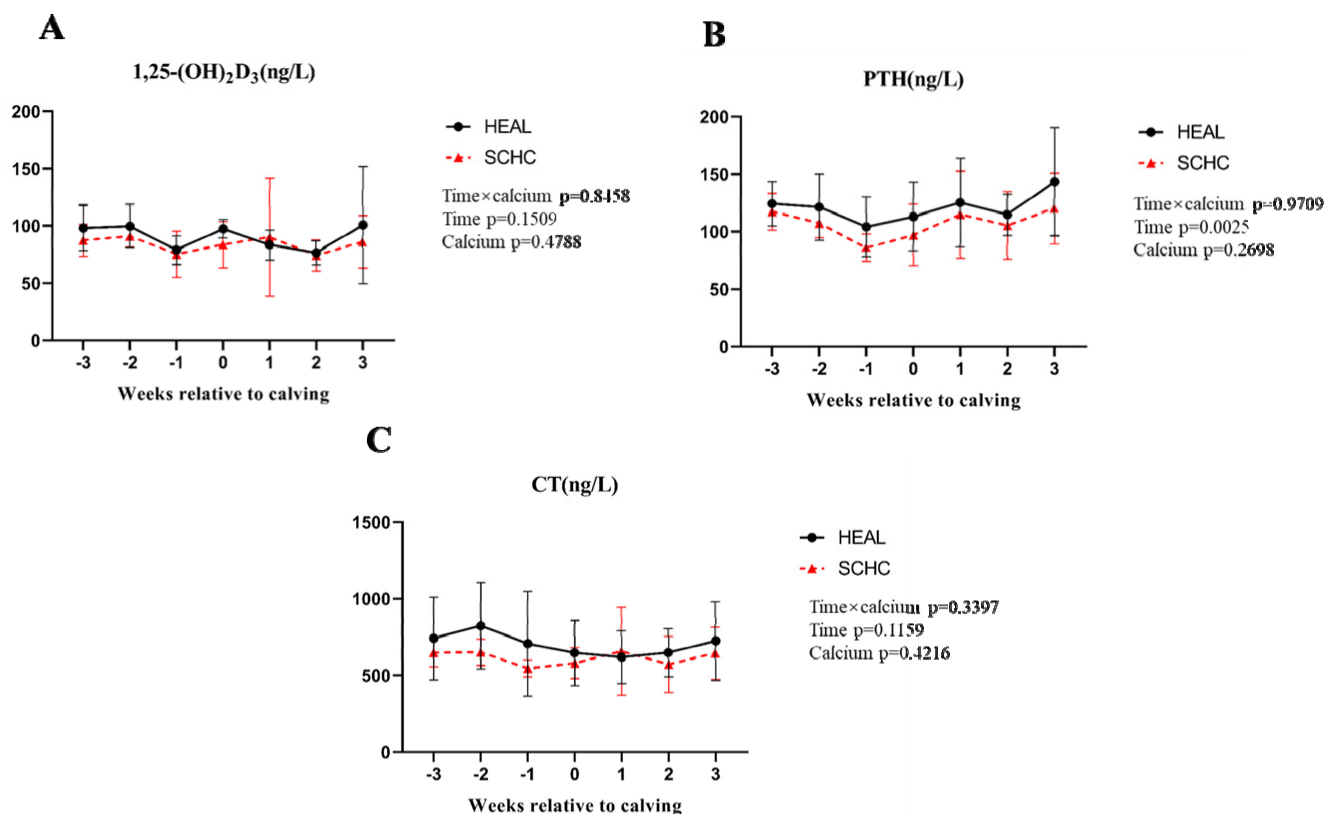 A
1,25-(OH)₂D₃(ng/L)
200
150
100
50
0
-3 -2 -1 0 1 2 3
Weeks relative to calving
HEAL
SCHC
Time×calcium p=0.8458
Time p=0.1509
Calcium p=0.4788
B
PTH(ng/L)
200
150
100
50
0
-3 -2 -1 0 1 2 3
Weeks relative to calving
HEAL
SCHC
Time×calcium p=0.9709
Time p=0.0025
Calcium p=0.2698
C
CT(ng/L)
1500
1000
500
0
-3 -2 -1 0 1 2 3
Weeks relative to calving
HEAL
SCHC
Time×calcium p=0.3397
Time p=0.1159
Calcium p=0.4216